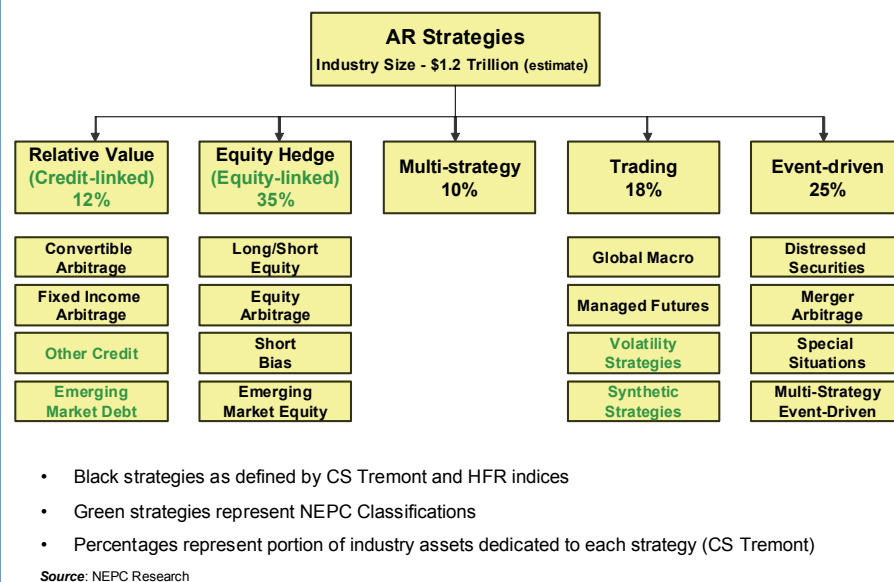 AR Strategies
Industry Size - $1.2 Trillion (estimate)
Relative Value
(Credit-linked)
12%
Equity Hedge
(Equity-linked)
35%
Multi-strategy
10%
Trading
18%
Event-driven
25%
Convertible
Arbitrage
Fixed Income
Arbitrage
Other Credit
Emerging
Market Debt
Long/Short
Equity
Equity
Arbitrage
Short
Bias
Emerging
Market Equity
Global Macro
Managed Futures
Volatility
Strategies
Synthetic
Strategies
Distressed
Securities
Merger
Arbitrage
Special
Situations
Multi-Strategy
Event-Driven
• Black strategies as defined by CS Tremont and HFR indices
• Green strategies represent NEPC Classifications
• Percentages represent portion of industry assets dedicated to each strategy (CS Tremont)
Source: NEPC Research